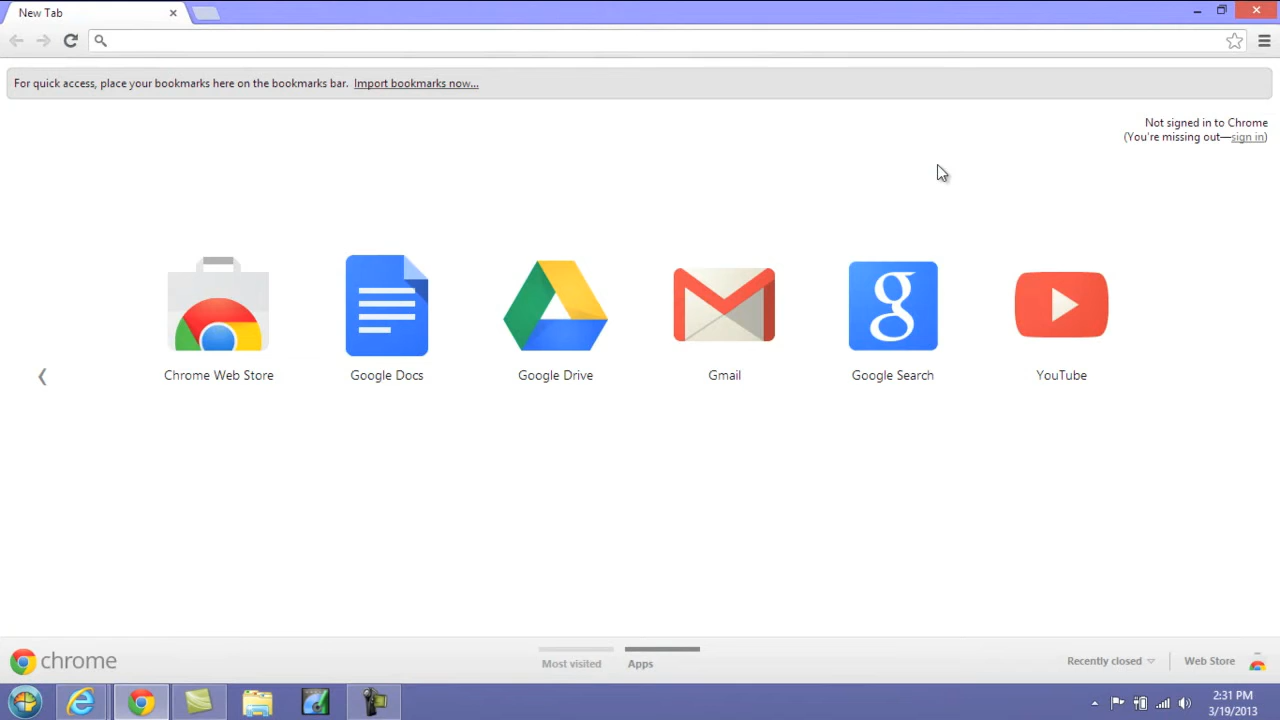 New Tab
For quick access, place your bookmarks here on the bookmarks bar. Import bookmarks now...
Not signed in to Chrome
(You're missing out—sign in)
Chrome Web Store
Google Docs
Google Drive
Gmail
Google Search
YouTube
chrome
Most visited
Apps
Recently closed
Web Store
2:31 PM
3/19/2013